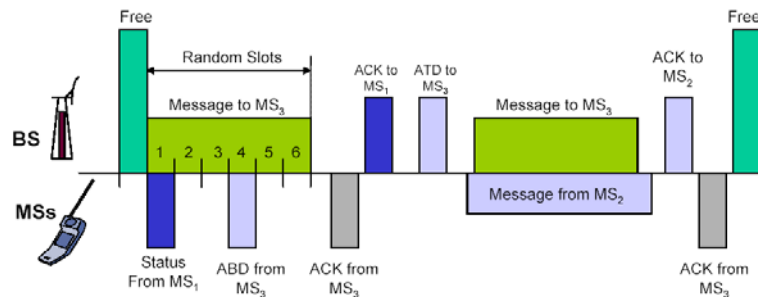 Free
Free
Random Slots
ACK to
MS1
ATD to
MS3
ACK to
MS2
Message to MS3
Message to MS3
BS
1 2 3 4 5 6
MSs
Message from MS2
Status
From MS1
ABD from
MS3
ACK from
MS3
ACK from
MS3